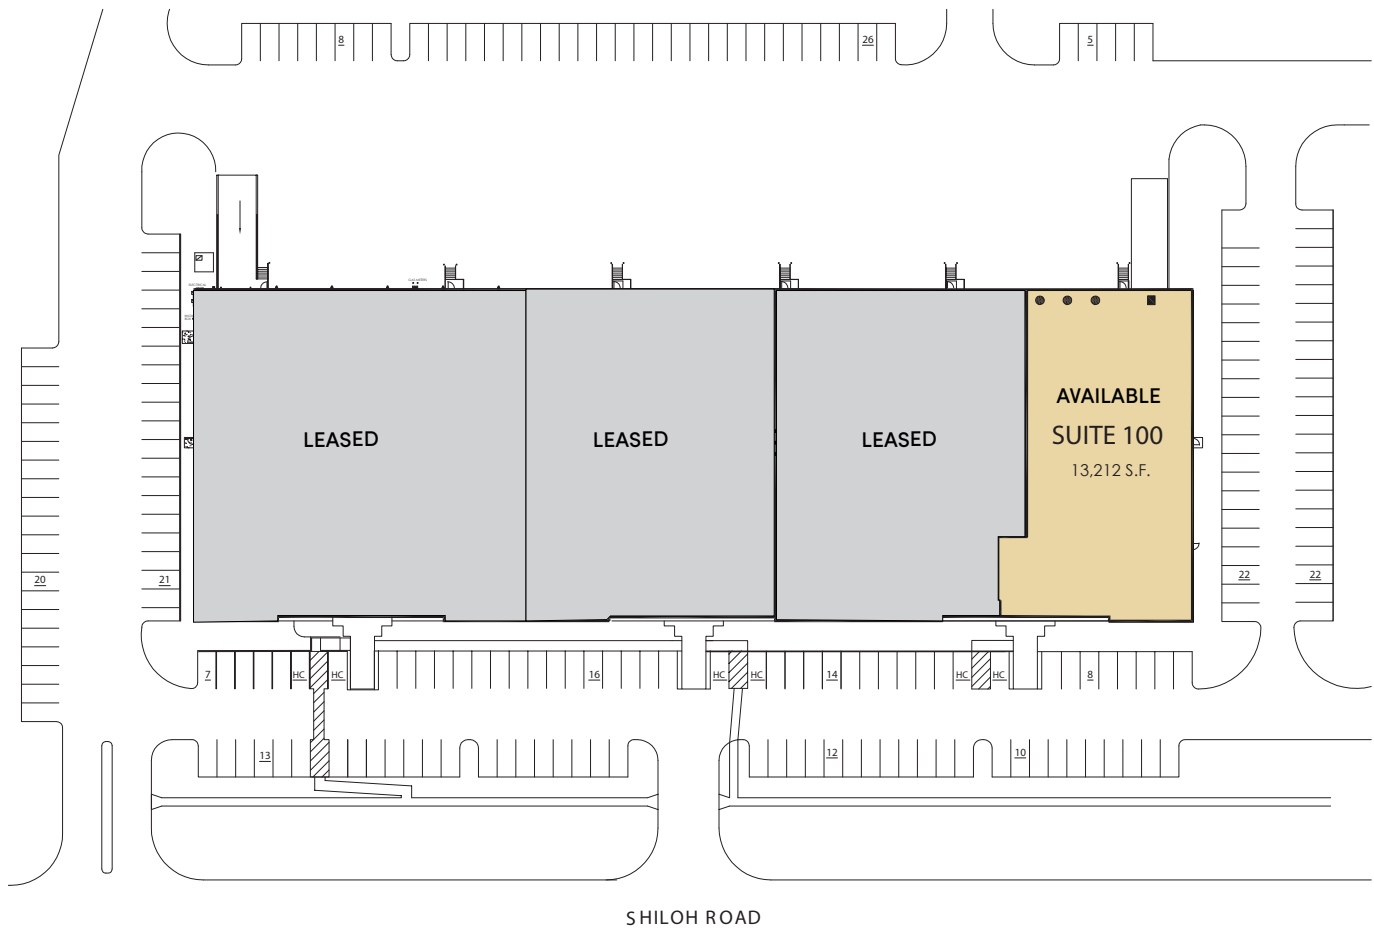 8
26
5
LEASED
LEASED
LEASED
AVAILABLE
SUITE 100
13,212 S.F.
20
21
22
22
7
HC
HC
16
HC
HC
14
HC
HC
8
13
12
10
SHILOH ROAD